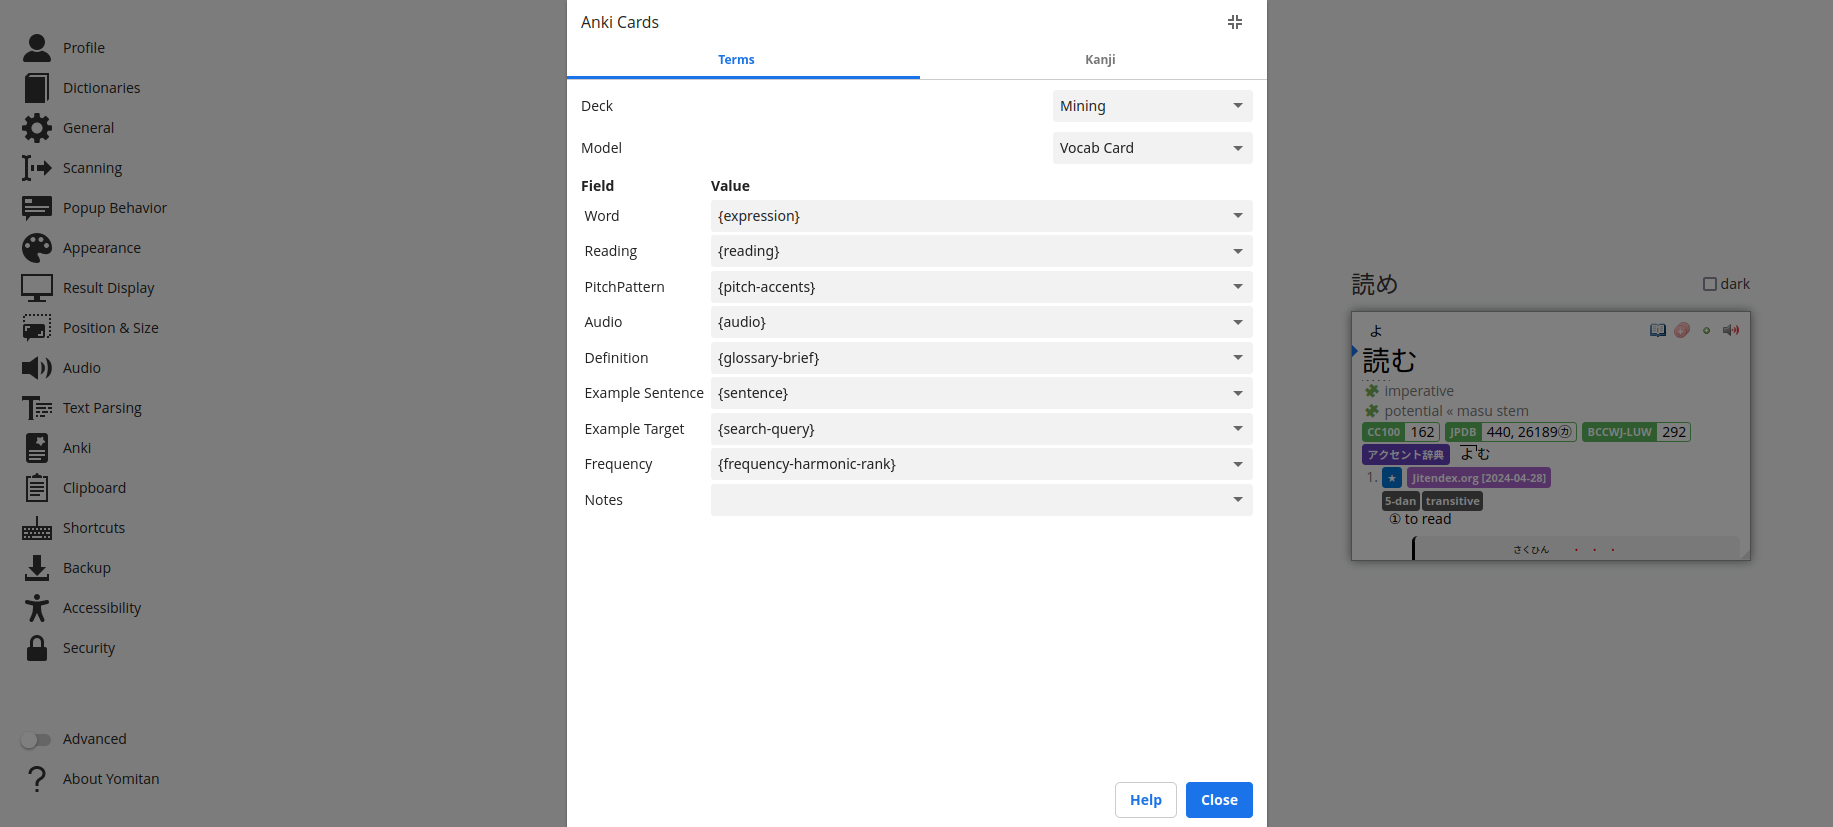 Profile
Dictionaries
General
Scanning
Popup Behavior
Appearance
Result Display
Position & Size
Audio
Text Parsing
Anki
Clipboard
Shortcuts
Backup
Accessibility
Security
Advanced
About Yomitan
Anki Cards
Terms Kanji
Deck Mining
Model Vocab Card
Field Value
Word {expression}
Reading {reading}
PitchPattern {pitch-accents}
Audio {audio}
Definition {glossary-brief}
Example Sentence {sentence}
Example Target {search-query}
Frequency {frequency-harmonic-rank}
Notes
Help Close
読め dark
よ
読む
imperative
potential « masu stem
CC100 162 JPDB 440, 26189㋕ BCCWJ-LUW 292
アクセント辞典 よむ
1. ★ Jitendex.org [2024-04-28]
5-dan transitive
① to read
さくひん